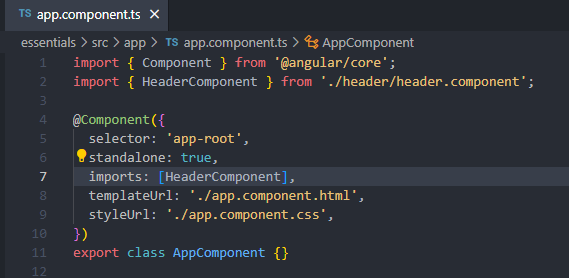 TS app.component.ts ×
essentials > src > app > TS app.component.ts > AppComponent
1 import { Component } from '@angular/core';
2 import { HeaderComponent } from './header/header.component';
3
4 @Component({
5   selector: 'app-root',
6   standalone: true,
7   imports: [HeaderComponent],
8   templateUrl: './app.component.html',
9   styleUrl: './app.component.css',
10 })
11 export class AppComponent {}
12